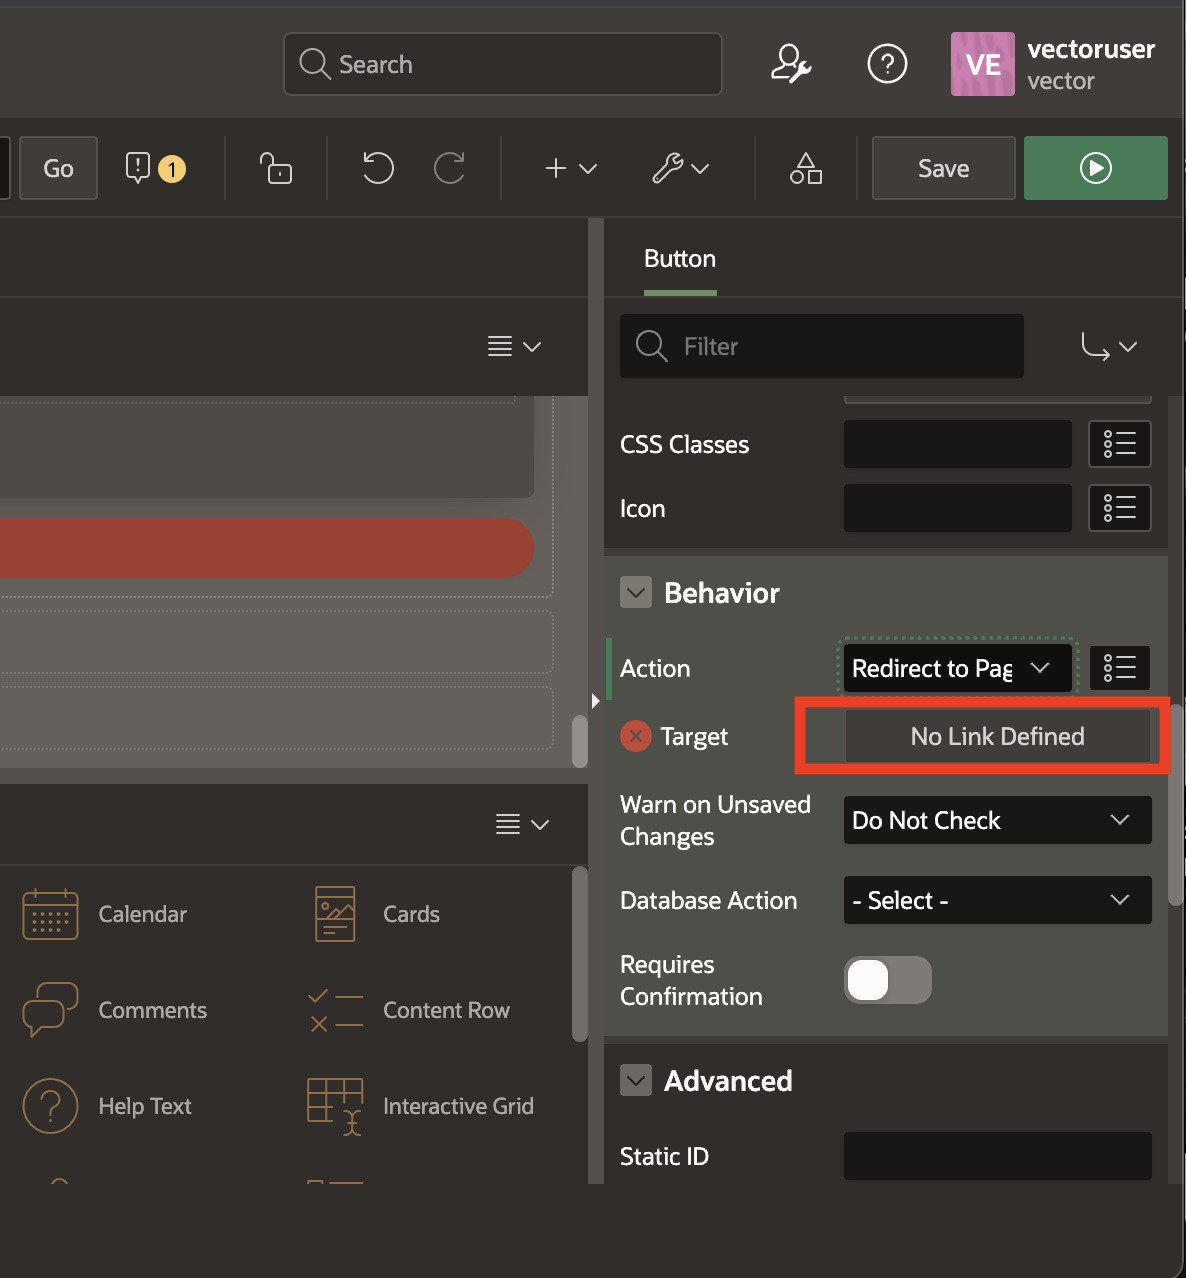 Search
VE
vectoruser
vector
Go
1
Save
Button
Filter
CSS Classes
Icon
Behavior
Action
Redirect to Pag
Target
No Link Defined
Warn on Unsaved
Changes
Do Not Check
Database Action
- Select -
Requires
Confirmation
Advanced
Static ID
Calendar
Cards
Comments
Content Row
Help Text
Interactive Grid